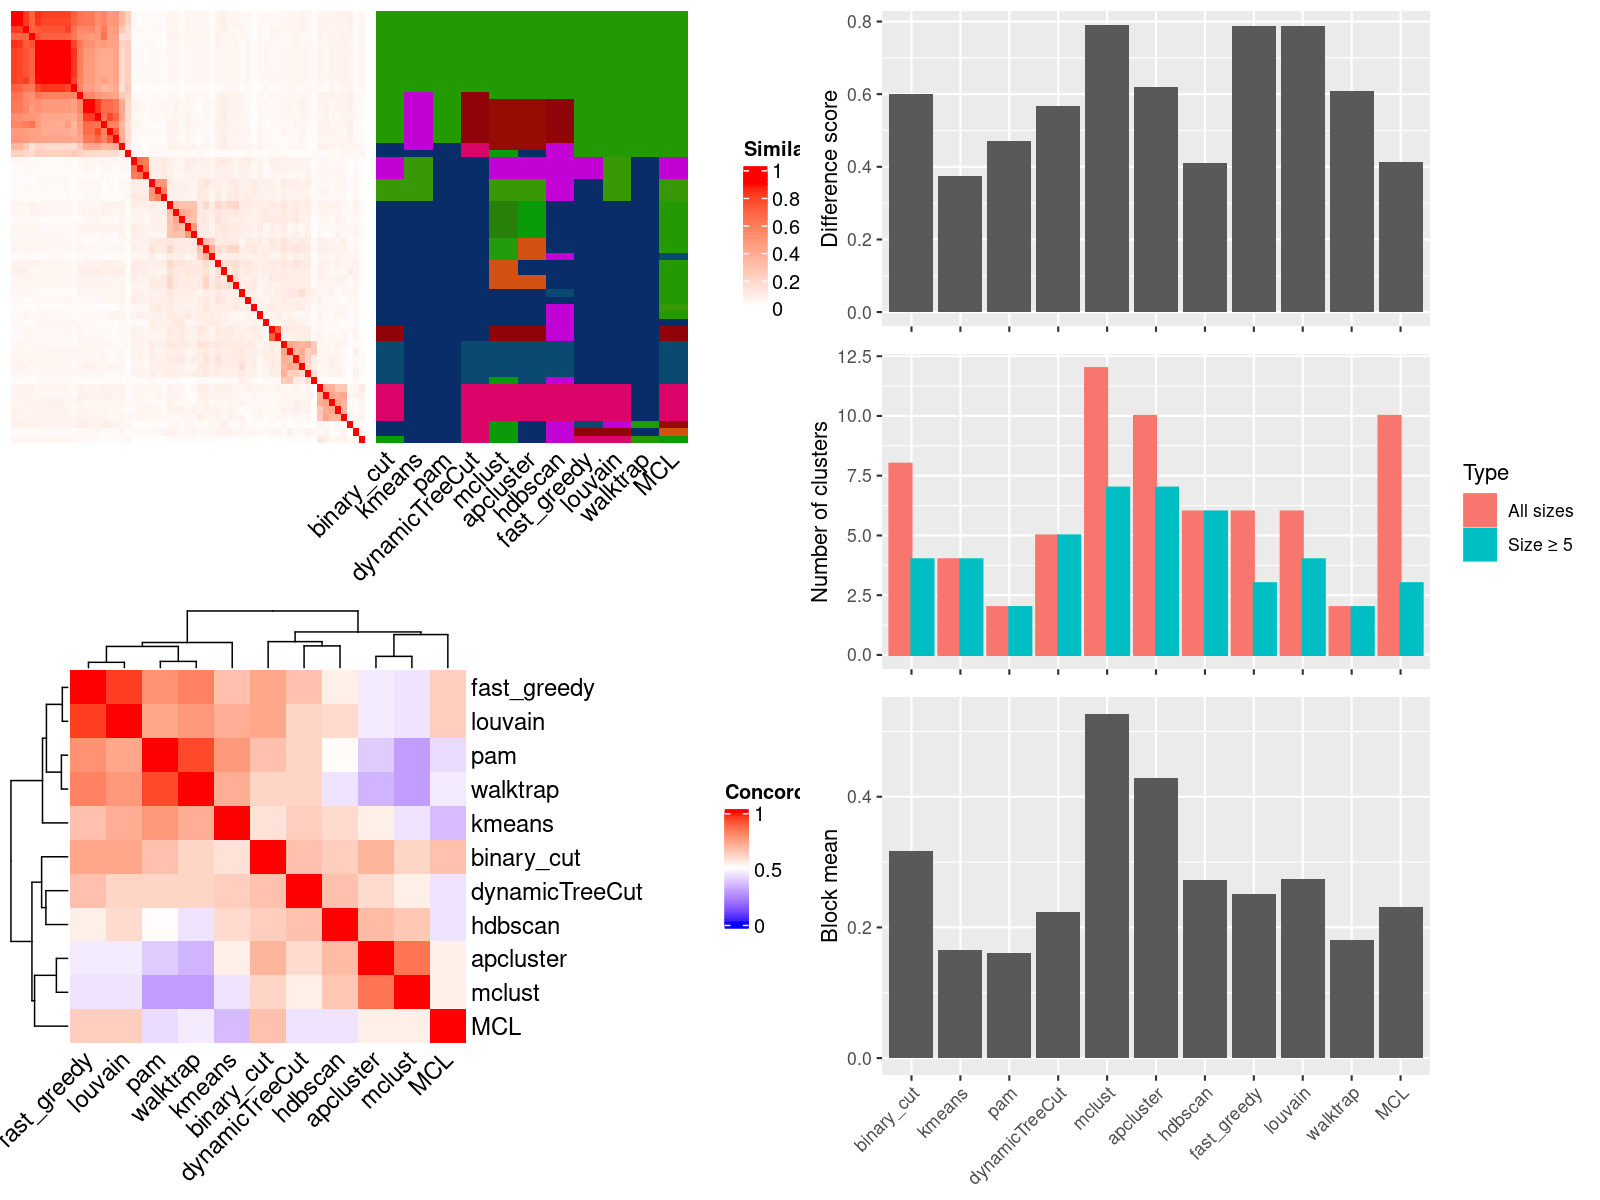 Simila
1
0.8
0.6
0.4
0.2
0
binary_cut
kmeans
pam
dynamicTreeCut
mclust
apcluster
hdbscan
fast_greedy
louvain
walktrap
MCL
fast_greedy
louvain
pam
walktrap
kmeans
binary_cut
dynamicTreeCut
hdbscan
apcluster
mclust
MCL
fast_greedy
louvain
pam
walktrap
kmeans
binary_cut
dynamicTreeCut
hdbscan
apcluster
mclust
MCL
Concord
1
0.5
0
Difference score
0.8
0.6
0.4
0.2
0.0
Number of clusters
12.5
10.0
7.5
5.0
2.5
0.0
Type
All sizes
Size ≥ 5
Block mean
0.4
0.2
0.0
binary_cut
kmeans
pam
dynamicTreeCut
mclust
apcluster
hdbscan
fast_greedy
louvain
walktrap
MCL